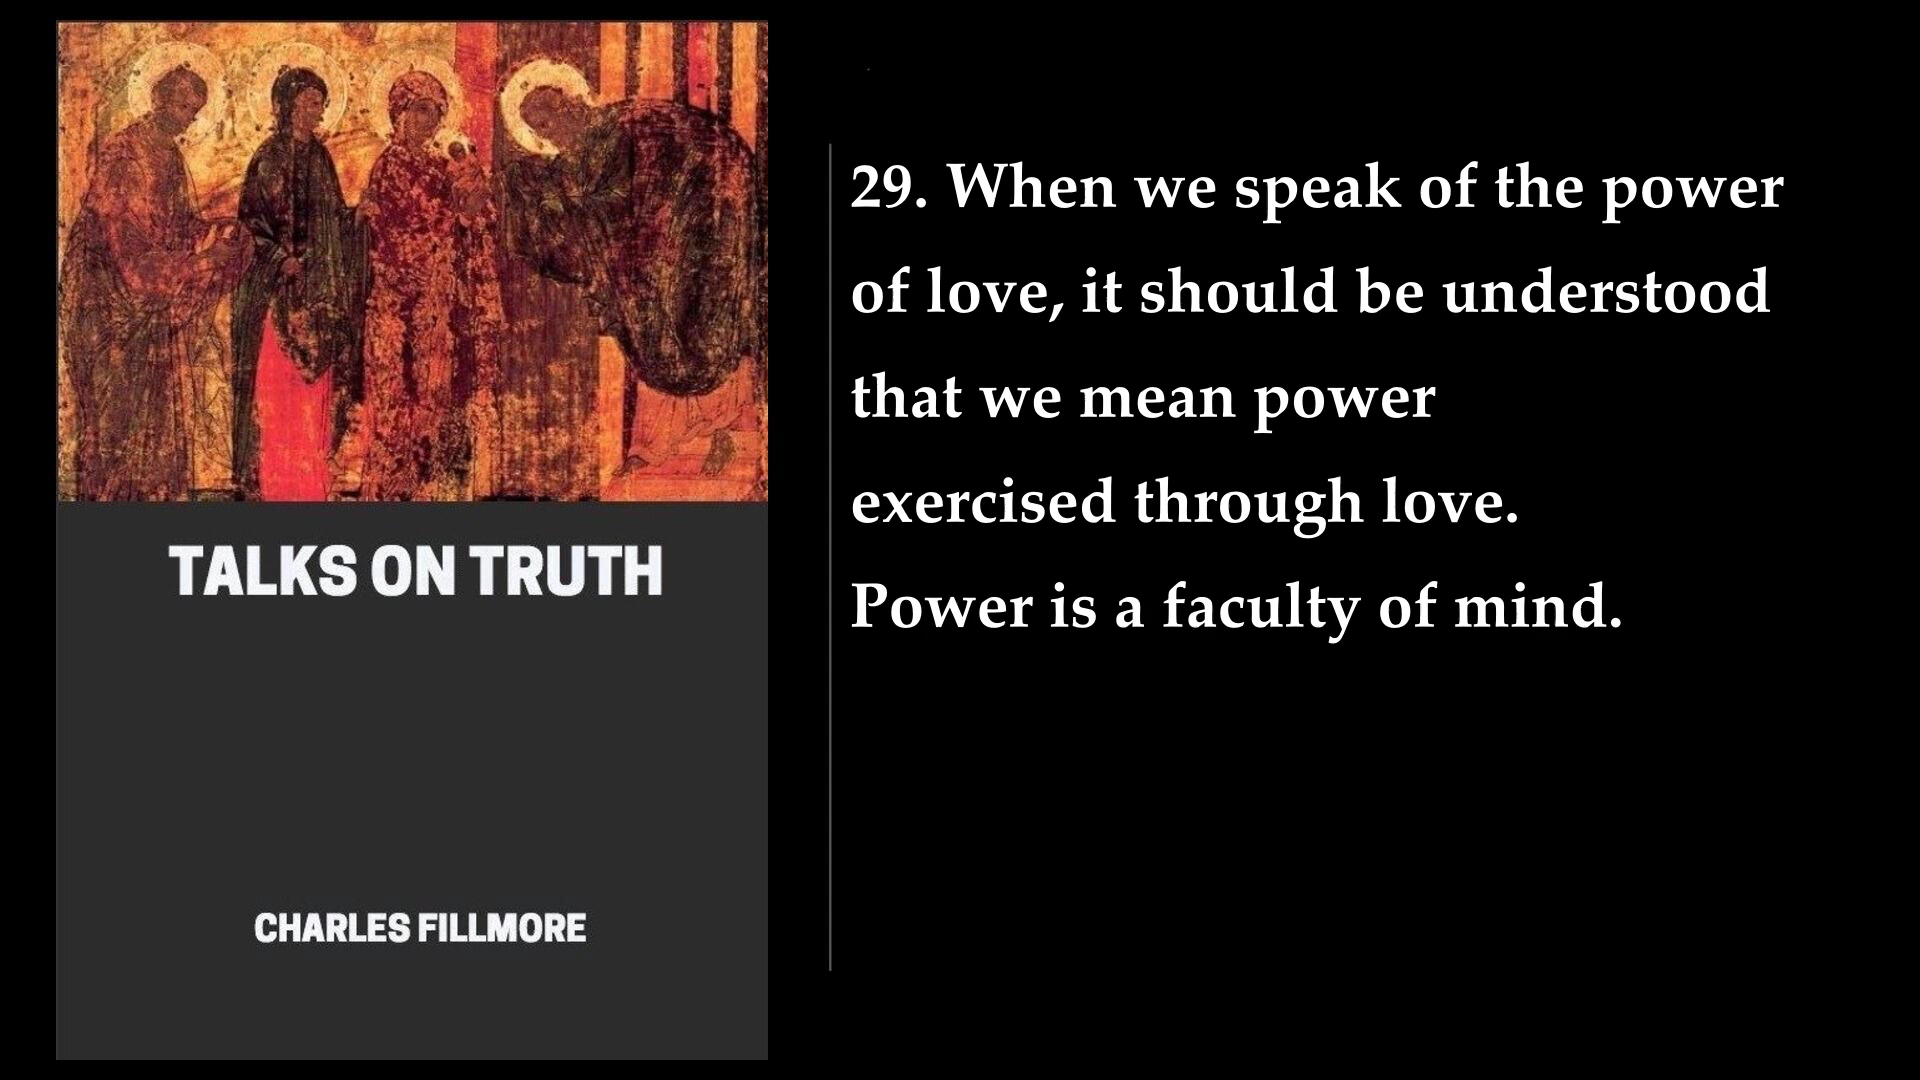 TALKS ON TRUTH
CHARLES FILLMORE
29. When we speak of the power
of love, it should be understood
that we mean power
exercised through love.
Power is a faculty of mind.